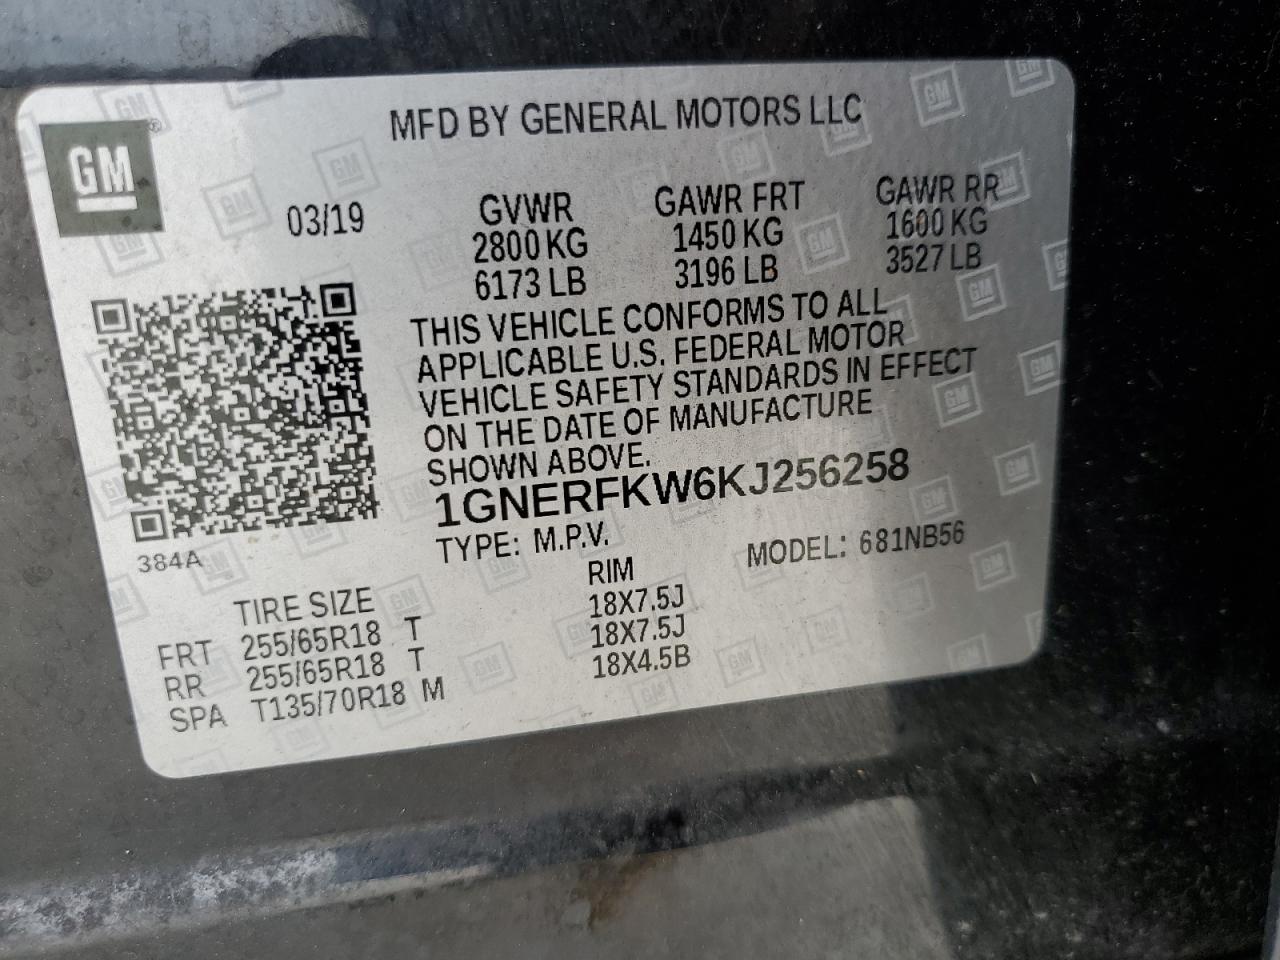 GM®
MFD BY GENERAL MOTORS LLC
03/19
GVWR GAWR FRT GAWR RR
2800 KG 1450 KG 1600 KG
6173 LB 3196 LB 3527 LB
THIS VEHICLE CONFORMS TO ALL
APPLICABLE U.S. FEDERAL MOTOR
VEHICLE SAFETY STANDARDS IN EFFECT
ON THE DATE OF MANUFACTURE
SHOWN ABOVE.
1GNERFKW6KJ256258
384A
TYPE: M.P.V. MODEL: 681NB56
TIRE SIZE RIM
FRT 255/65R18 T 18X7.5J
RR 255/65R18 T 18X7.5J
SPA T135/70R18 M 18X4.5B